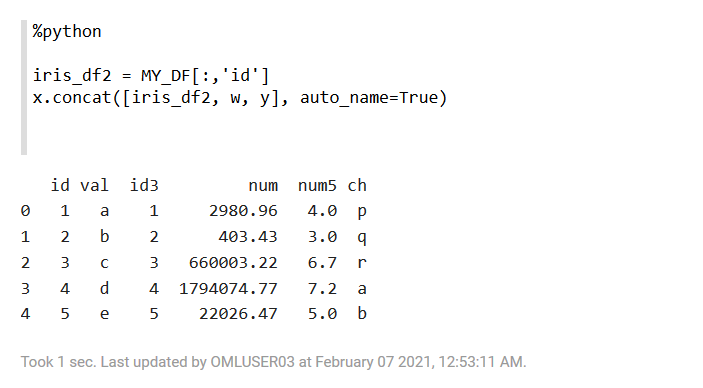 %python
iris_df2 = MY_DF[:,'id']
x.concat([iris_df2, w, y], auto_name=True)
id val id3 num num5 ch
0 1 a 1 2980.96 4.0 p
1 2 b 2 403.43 3.0 q
2 3 c 3 660003.22 6.7 r
3 4 d 4 1794074.77 7.2 a
4 5 e 5 22026.47 5.0 b
Took 1 sec. Last updated by OMLUSER03 at February 07 2021, 12:53:11 AM.